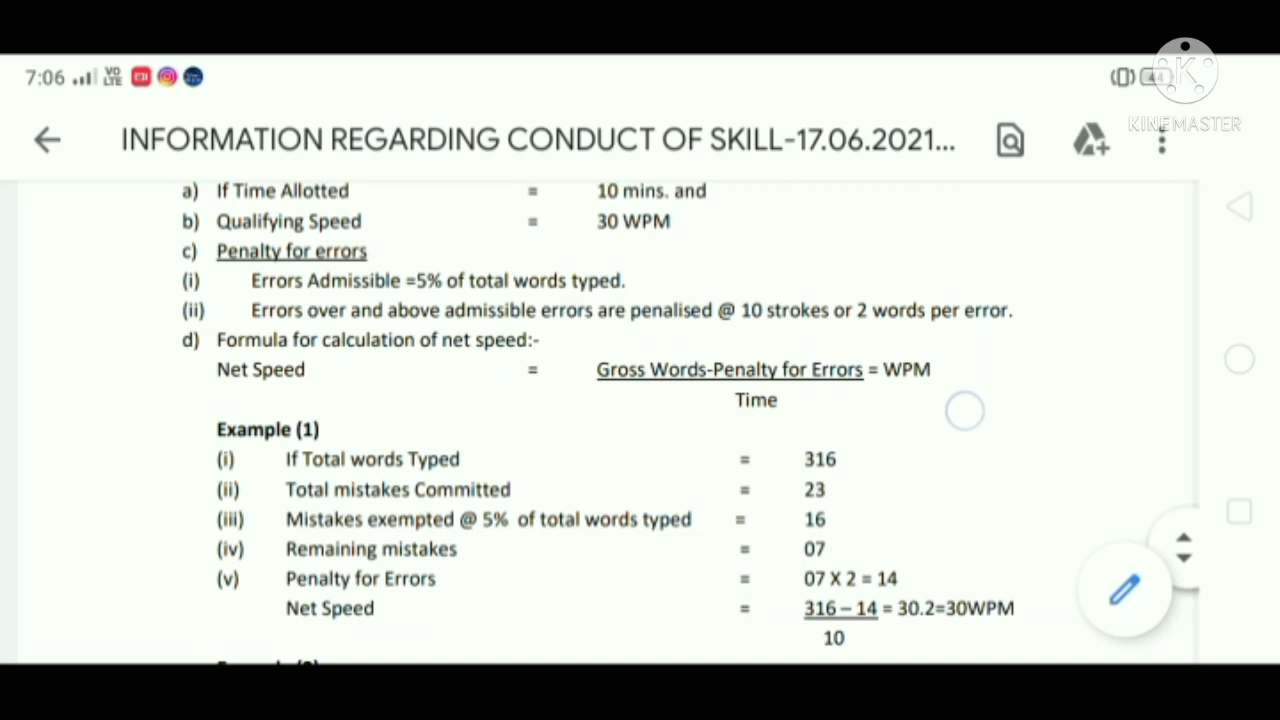 7:06 VO LTE 44
KINEMASTER
INFORMATION REGARDING CONDUCT OF SKILL-17.06.2021...
a) If Time Allotted = 10 mins. and
b) Qualifying Speed = 30 WPM
c) Penalty for errors
(i) Errors Admissible =5% of total words typed.
(ii) Errors over and above admissible errors are penalised @ 10 strokes or 2 words per error.
d) Formula for calculation of net speed:-
Net Speed = Gross Words-Penalty for Errors = WPM
Time
Example (1)
(i) If Total words Typed = 316
(ii) Total mistakes Committed = 23
(iii) Mistakes exempted @ 5% of total words typed = 16
(iv) Remaining mistakes = 07
(v) Penalty for Errors = 07 X 2 = 14
Net Speed = 316 – 14 = 30.2=30WPM
10